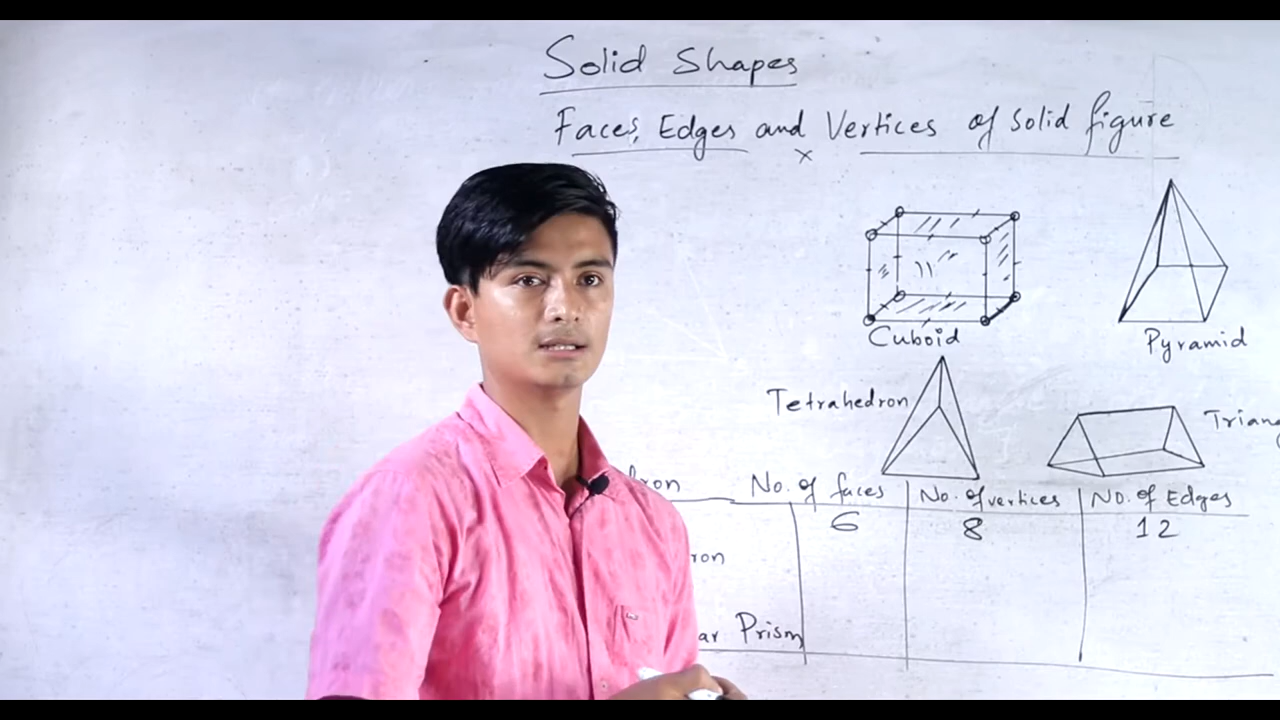 Solid Shapes
Faces, Edges and Vertices of solid figure
Cuboid
Pyramid
Tetrahedron
No. of faces No. of vertices No. of Edges
6 8 12
Prism